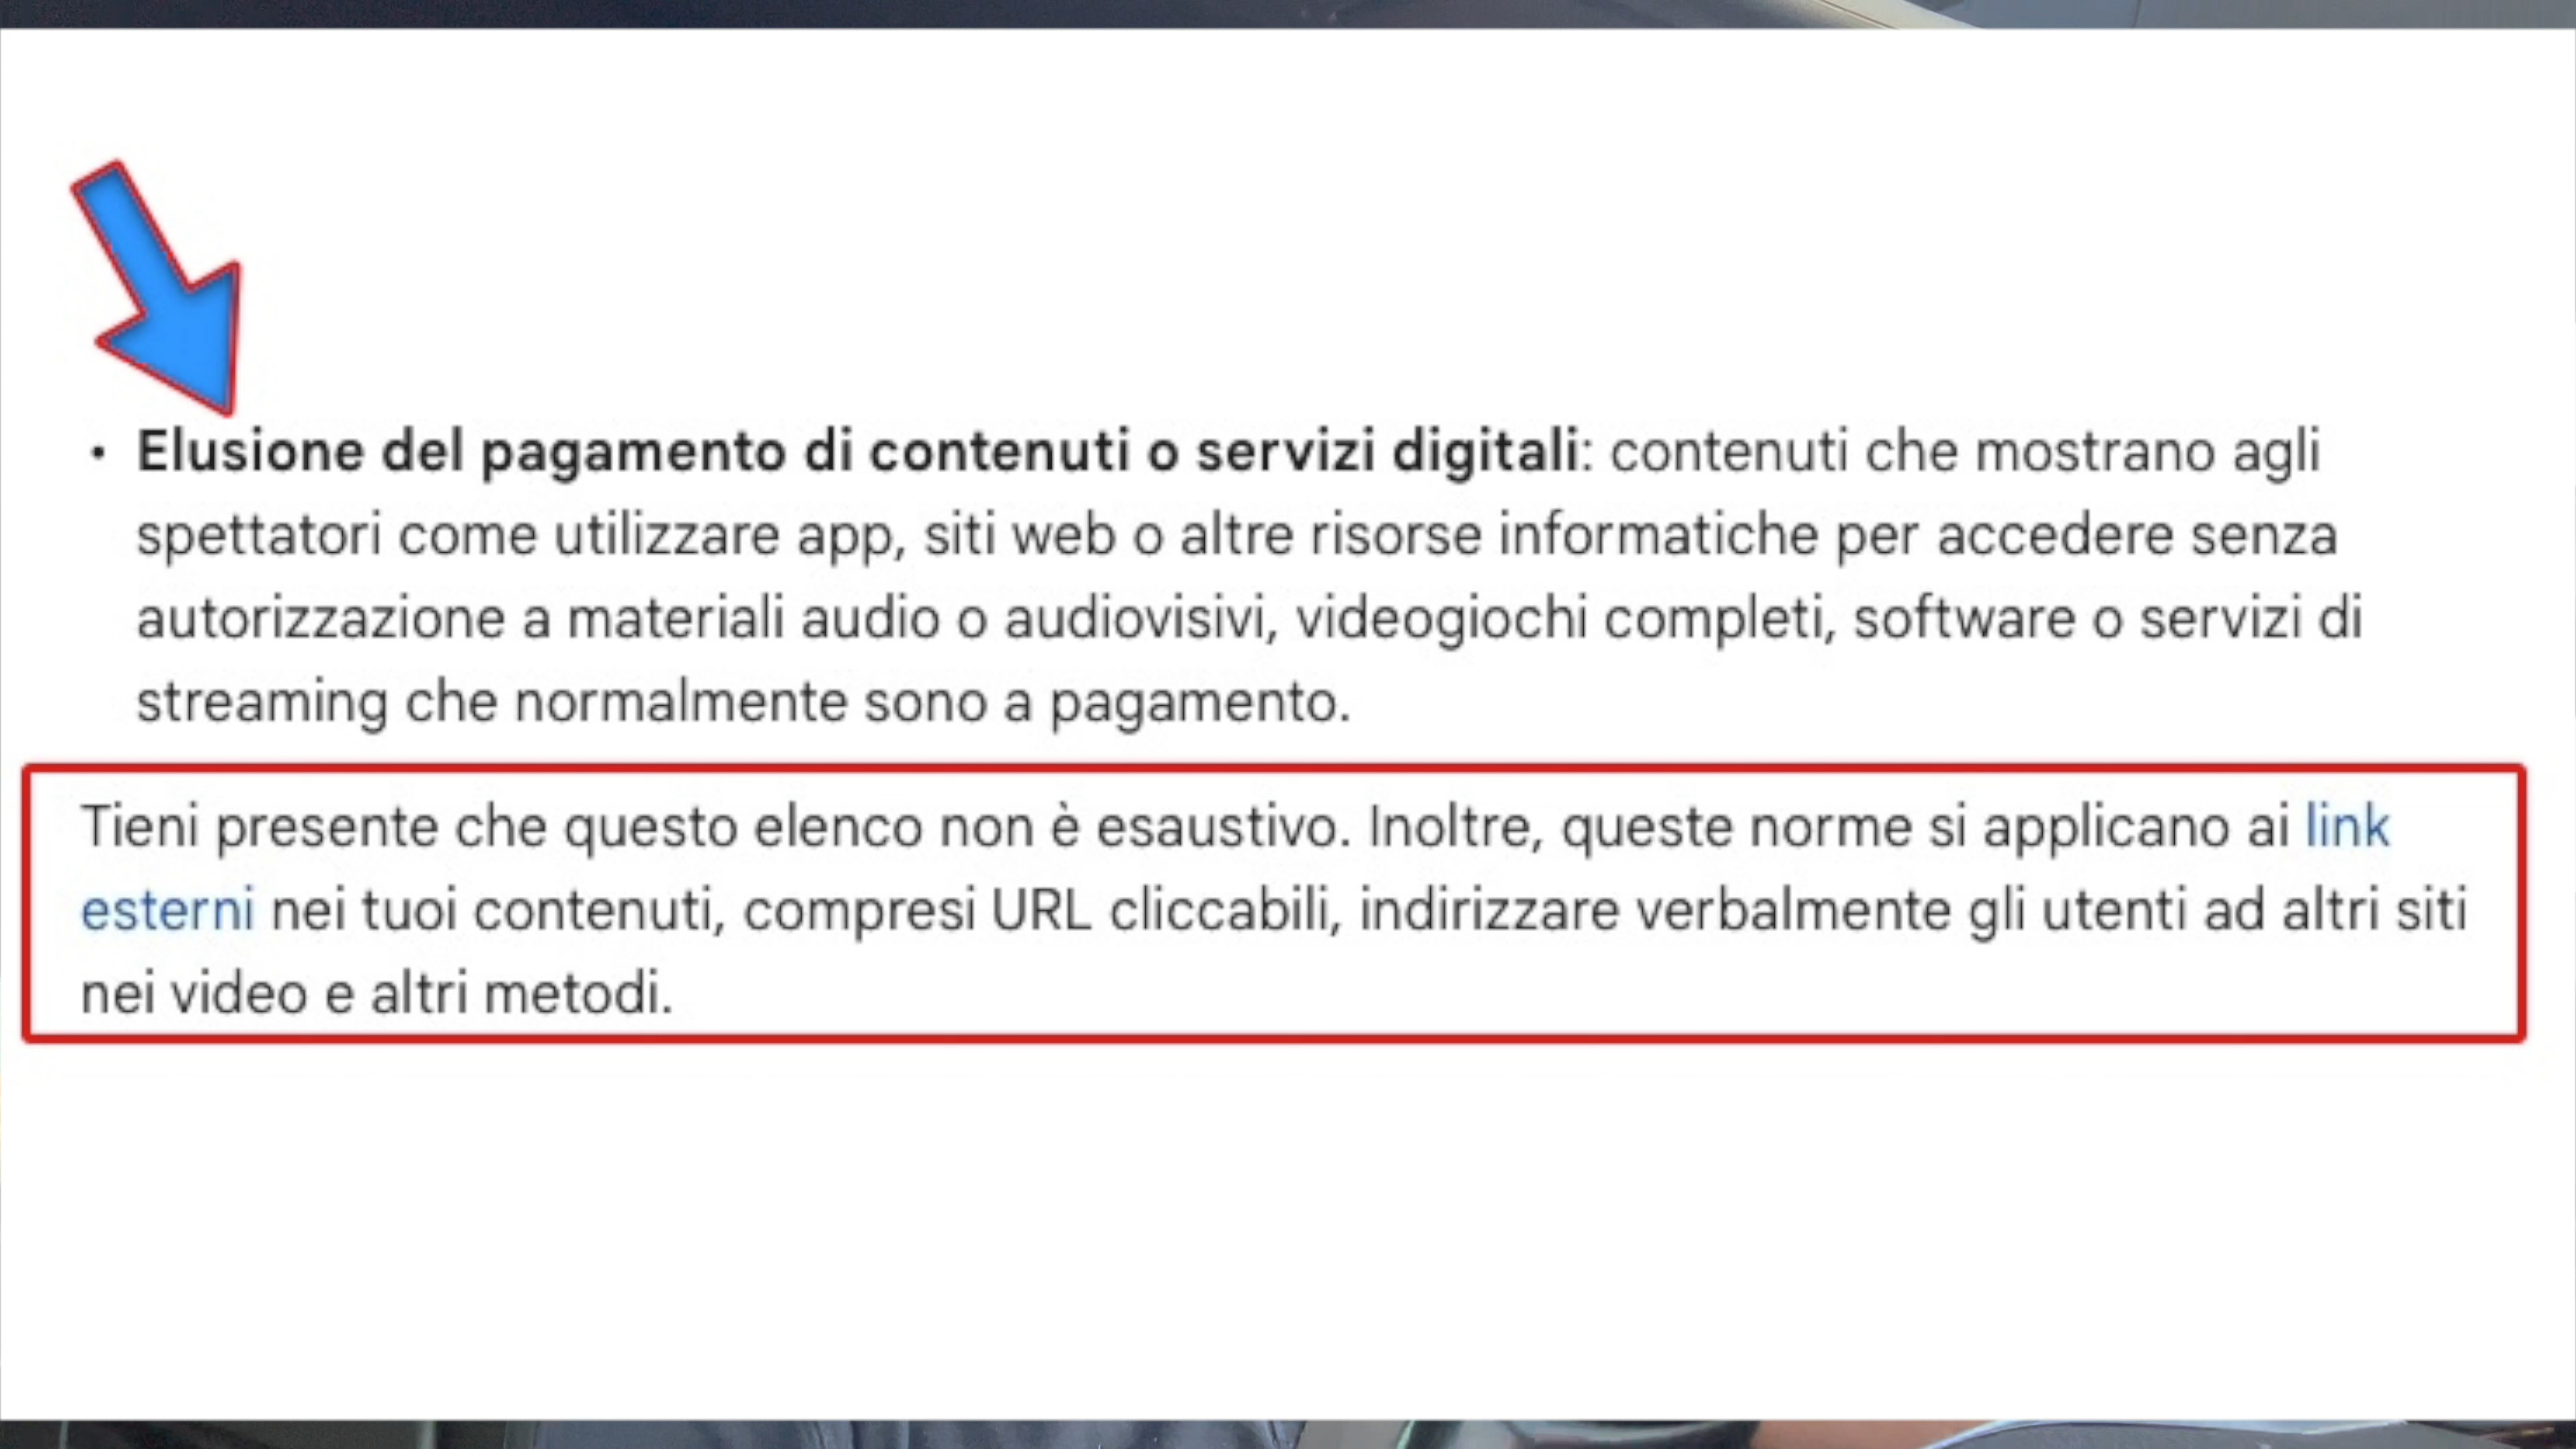 • Elusione del pagamento di contenuti o servizi digitali: contenuti che mostrano agli
spettatori come utilizzare app, siti web o altre risorse informatiche per accedere senza
autorizzazione a materiali audio o audiovisivi, videogiochi completi, software o servizi di
streaming che normalmente sono a pagamento.
Tieni presente che questo elenco non è esaustivo. Inoltre, queste norme si applicano ai link
esterni nei tuoi contenuti, compresi URL cliccabili, indirizzare verbalmente gli utenti ad altri siti
nei video e altri metodi.